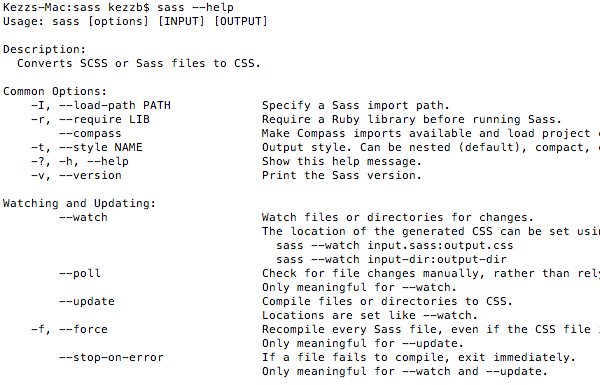 Kezzs-Mac:sass kezzb$ sass --help
Usage: sass [options] [INPUT] [OUTPUT]
Description:
Converts SCSS or Sass files to CSS.
Common Options:
-I, --load-path PATH Specify a Sass import path.
-r, --require LIB Require a Ruby library before running Sass.
--compass Make Compass imports available and load project
-t, --style NAME Output style. Can be nested (default), compact,
-?, -h, --help Show this help message.
-v, --version Print the Sass version.
Watching and Updating:
--watch Watch files or directories for changes.
The location of the generated CSS can be set
sass --watch input.sass:output.css
sass --watch input-dir:output-dir
--poll Check for file changes manually, rather than
Only meaningful for --watch.
--update Compile files or directories to CSS.
Locations are set like --watch.
-f, --force Recompile every Sass file, even if the CSS file
Only meaningful for --update.
--stop-on-error If a file fails to compile, exit immediately.
Only meaningful for --watch and --update.